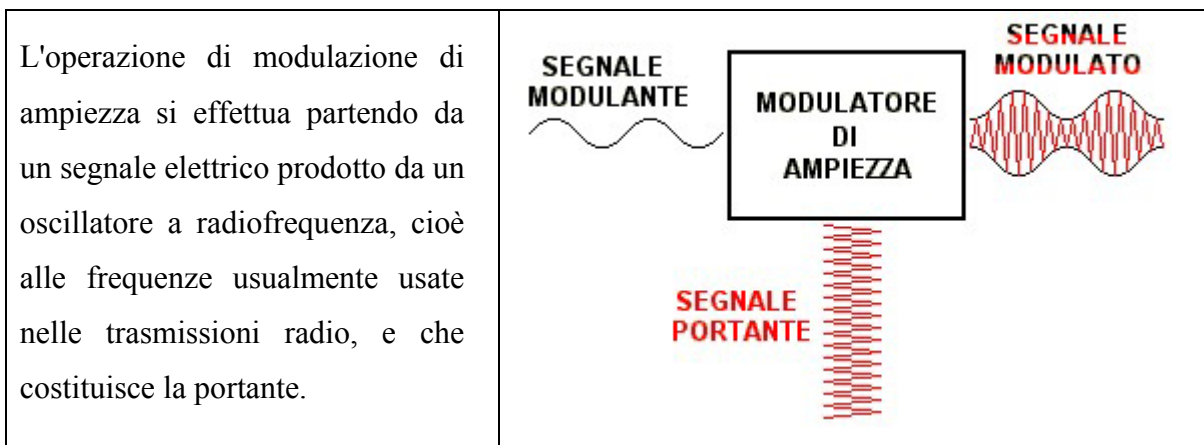 L'operazione di modulazione di
ampiezza si effettua partendo da
un segnale elettrico prodotto da un
oscillatore a radiofrequenza, cioè
alle frequenze usualmente usate
nelle trasmissioni radio, e che
costituisce la portante.
SEGNALE
MODULANTE
MODULATORE
DI
AMPIEZZA
SEGNALE
MODULATO
SEGNALE
PORTANTE